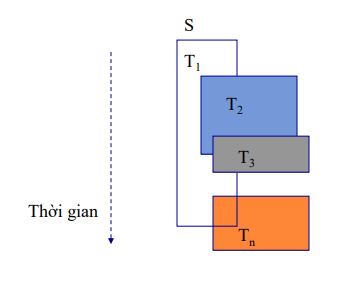 S
T₁
T₂
T₃
Thời gian
Tₙ